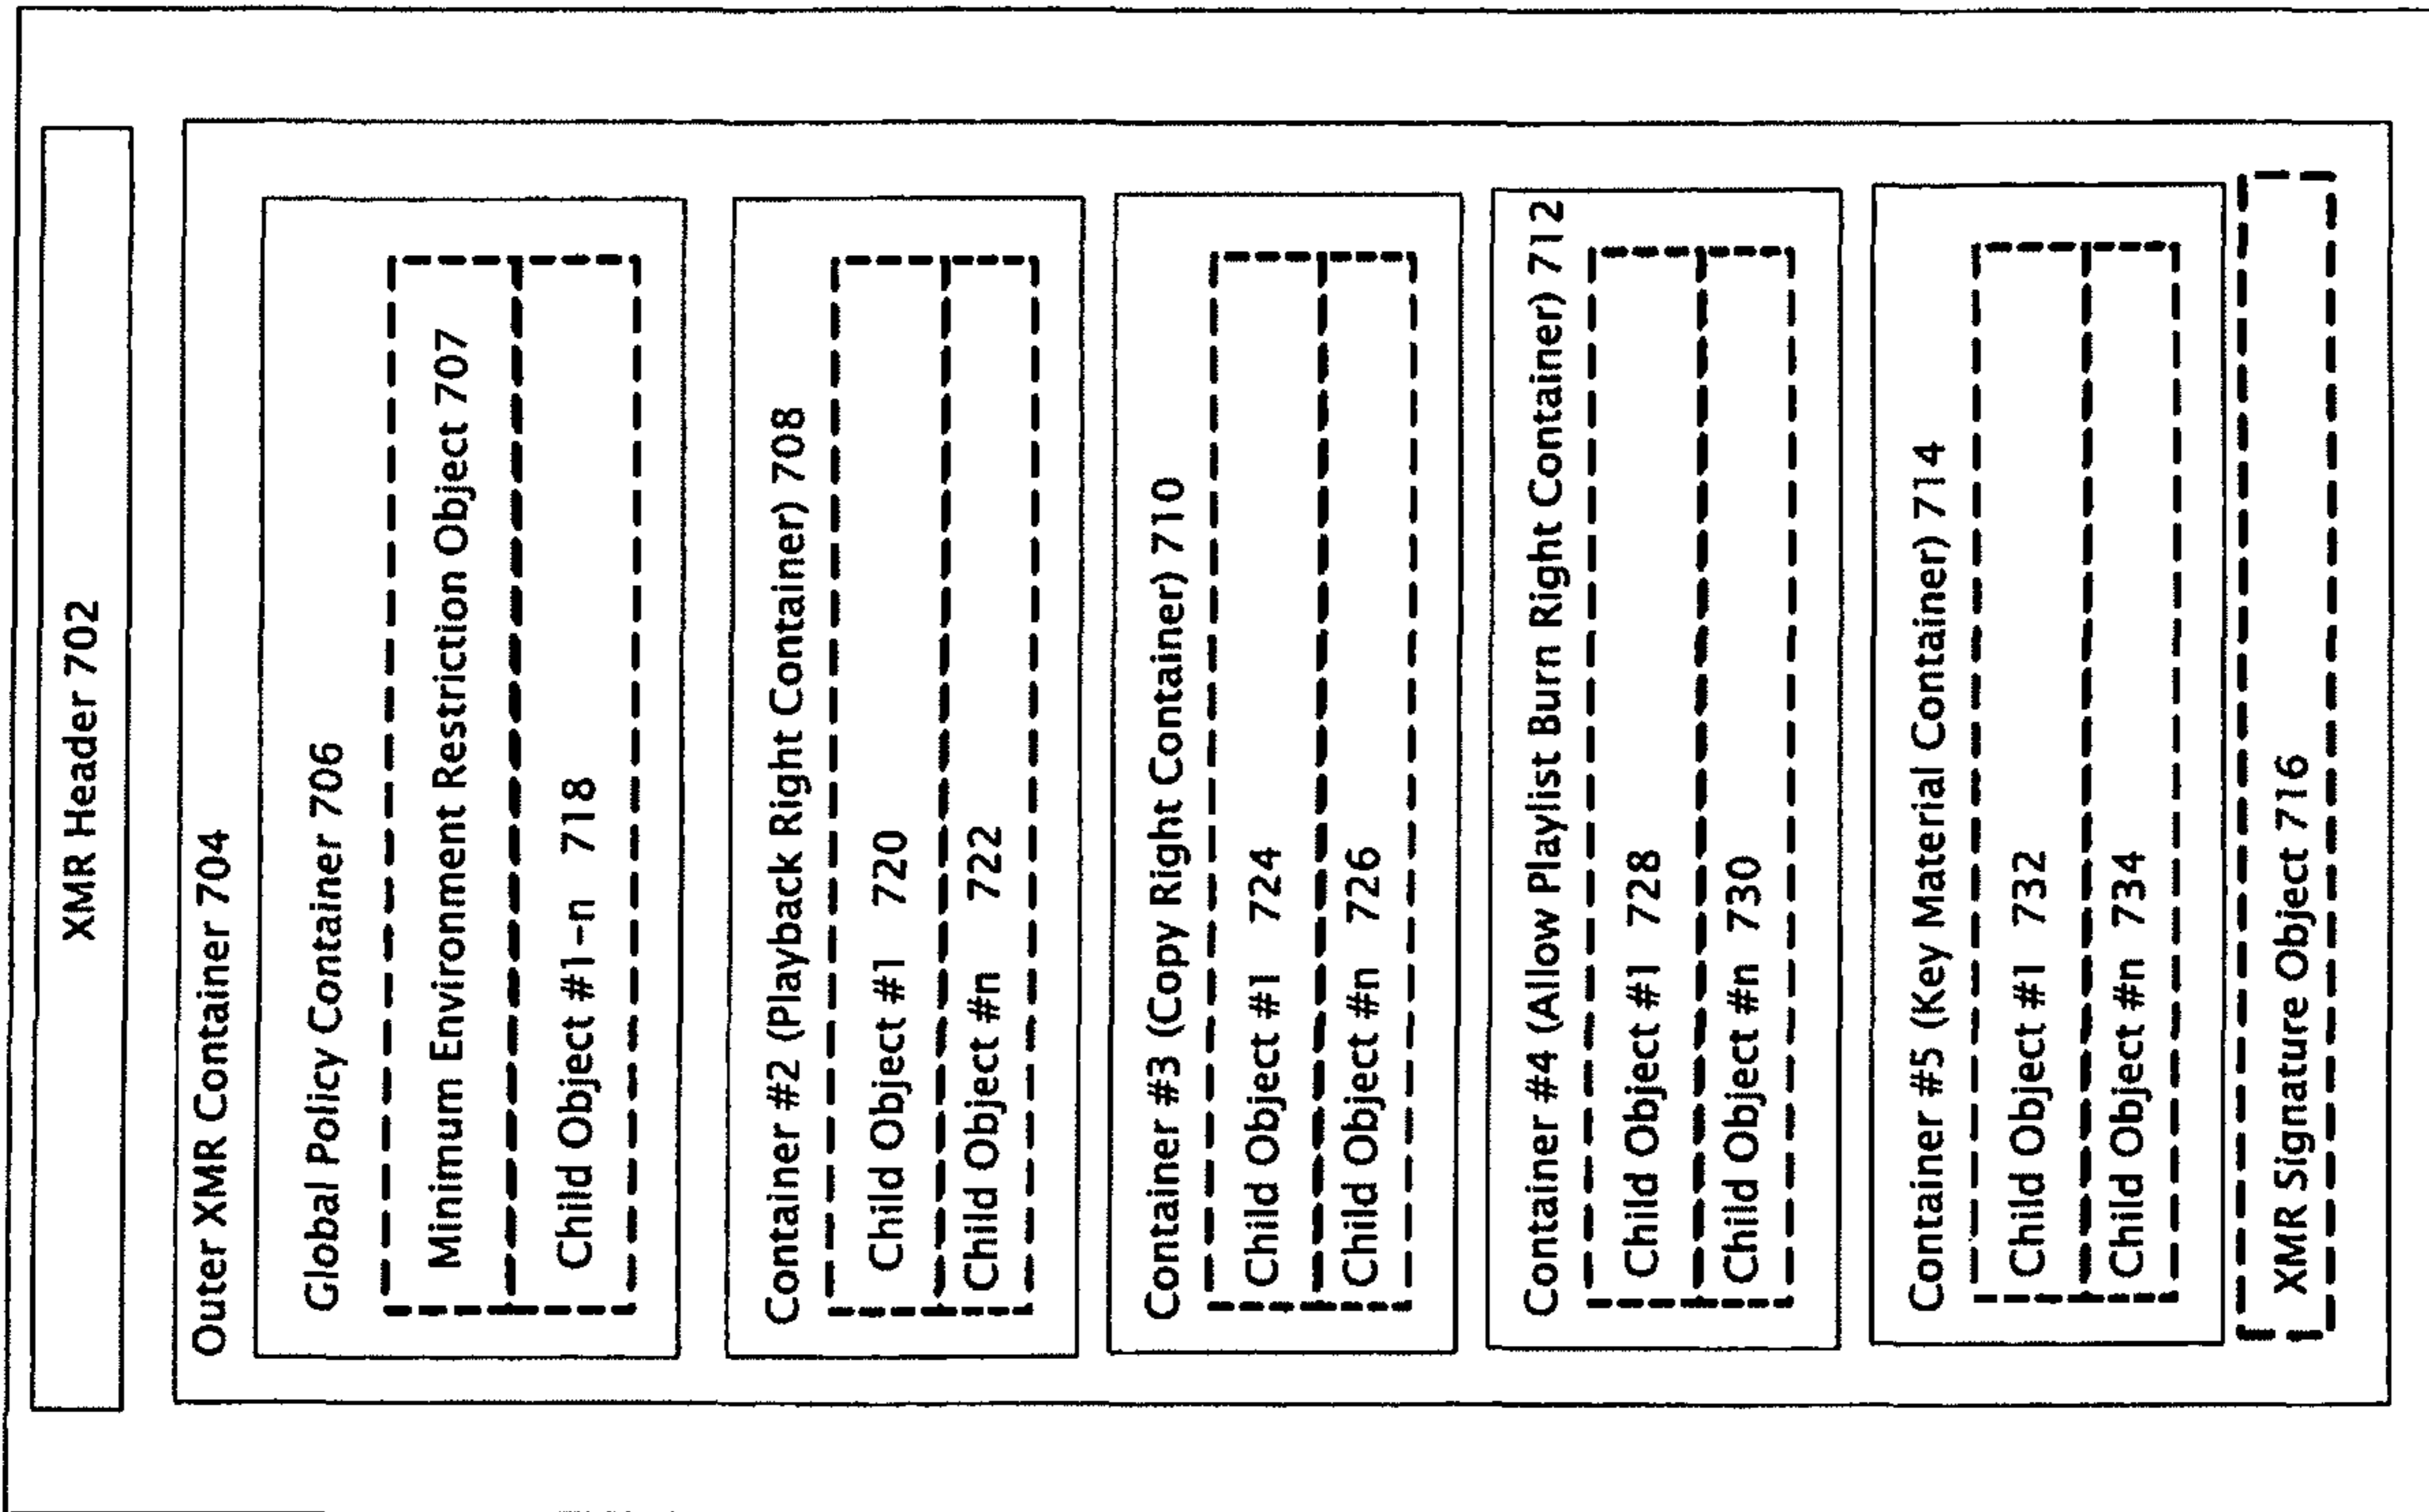 XMR Header 702
Outer XMR Container 704
Global Policy Container 706
Minimum Environment Restriction Object 707
Child Object #1-n 718
Container #2 (Playback Right Container) 708
Child Object #1 720
Child Object #n 722
Container #3 (Copy Right Container) 710
Child Object #1 724
Child Object #n 726
Container #4 (Allow Playlist Burn Right Container) 712
Child Object #1 728
Child Object #n 730
Container #5 (Key Material Container) 714
Child Object #1 732
Child Object #n 734
XMR Signature Object 716